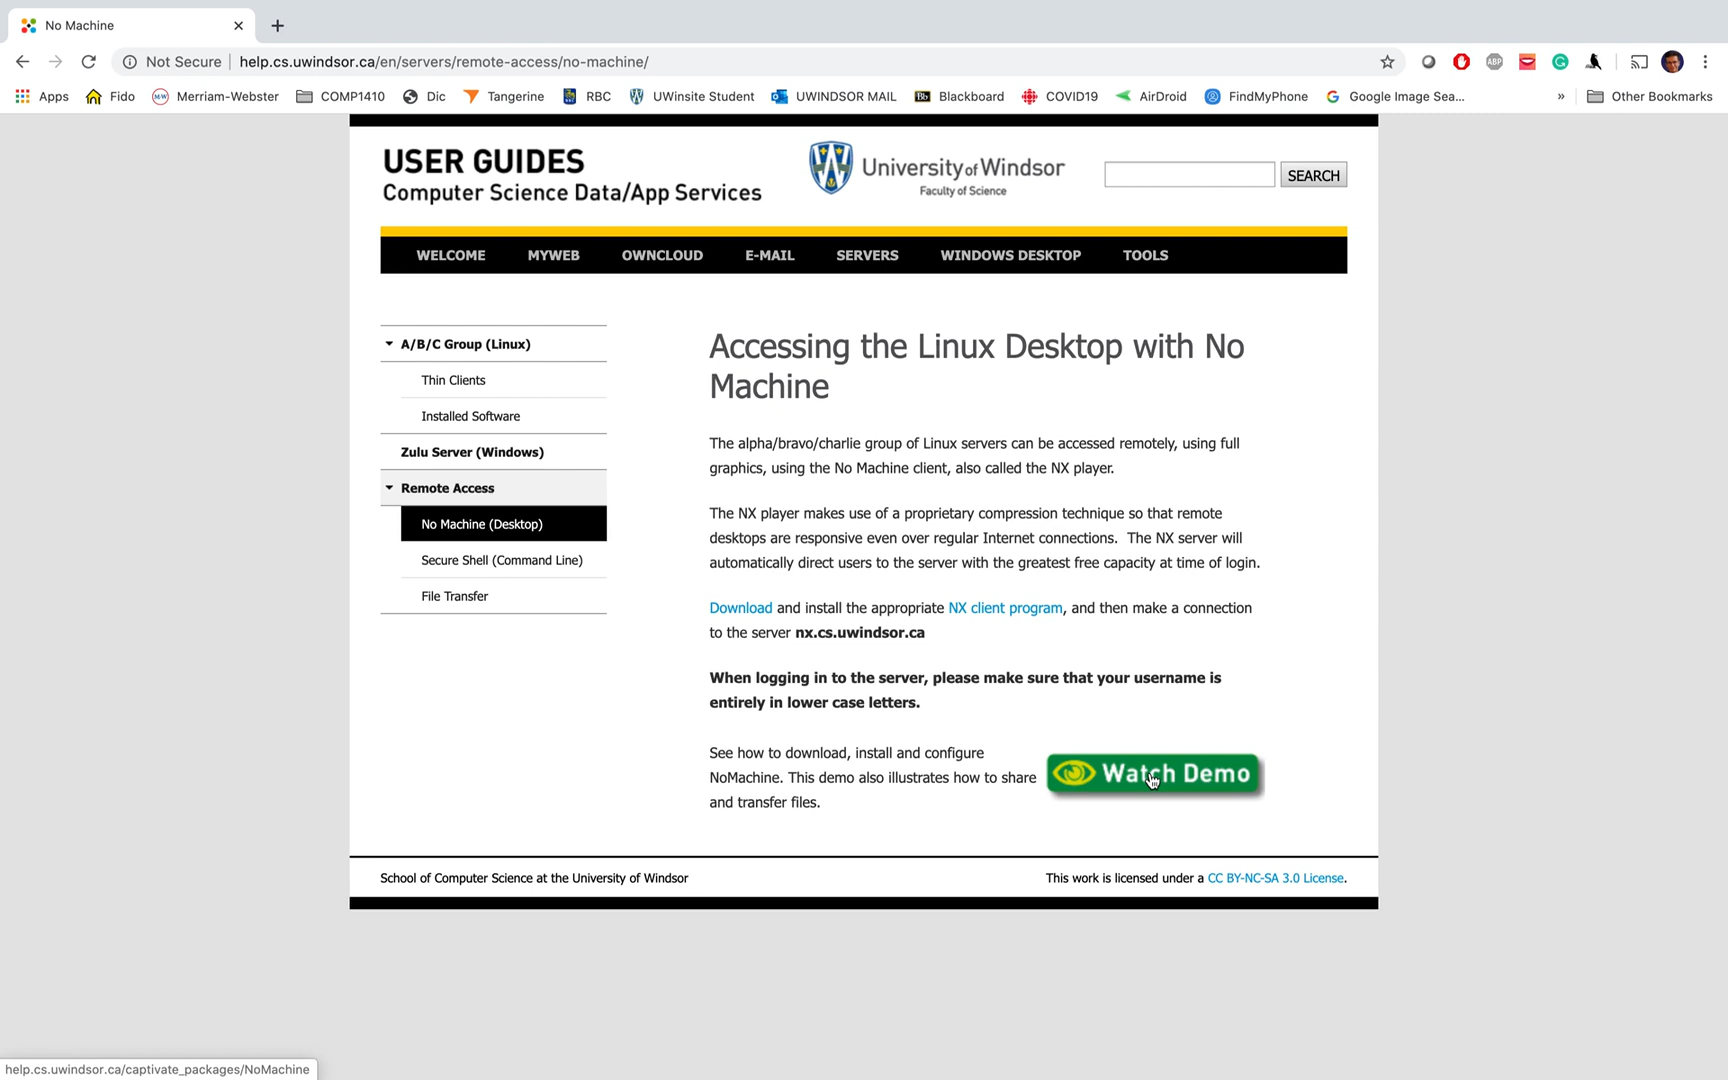 No Machine
Not Secure
help.cs.uwindsor.ca/en/servers/remote-access/no-machine/
ABP
Apps
Fido
Merriam-Webster
COMP1410
Dic
Tangerine
RBC
UWinsite Student
UWINDSOR MAIL
Blackboard
COVID19
AirDroid
FindMyPhone
Google Image Sea...
»
Other Bookmarks
USER GUIDES
Computer Science Data/App Services
University of Windsor
Faculty of Science
SEARCH
WELCOME
MYWEB
OWNCLOUD
E-MAIL
SERVERS
WINDOWS DESKTOP
TOOLS
A/B/C Group (Linux)
Thin Clients
Installed Software
Zulu Server (Windows)
Remote Access
No Machine (Desktop)
Secure Shell (Command Line)
File Transfer
Accessing the Linux Desktop with No
Machine
The alpha/bravo/charlie group of Linux servers can be accessed remotely, using full
graphics, using the No Machine client, also called the NX player.
The NX player makes use of a proprietary compression technique so that remote
desktops are responsive even over regular Internet connections.  The NX server will
automatically direct users to the server with the greatest free capacity at time of login.
Download and install the appropriate NX client program, and then make a connection
to the server nx.cs.uwindsor.ca
When logging in to the server, please make sure that your username is
entirely in lower case letters.
See how to download, install and configure
NoMachine. This demo also illustrates how to share
and transfer files.
Watch Demo
School of Computer Science at the University of Windsor
This work is licensed under a CC BY-NC-SA 3.0 License.
help.cs.uwindsor.ca/captivate_packages/NoMachine